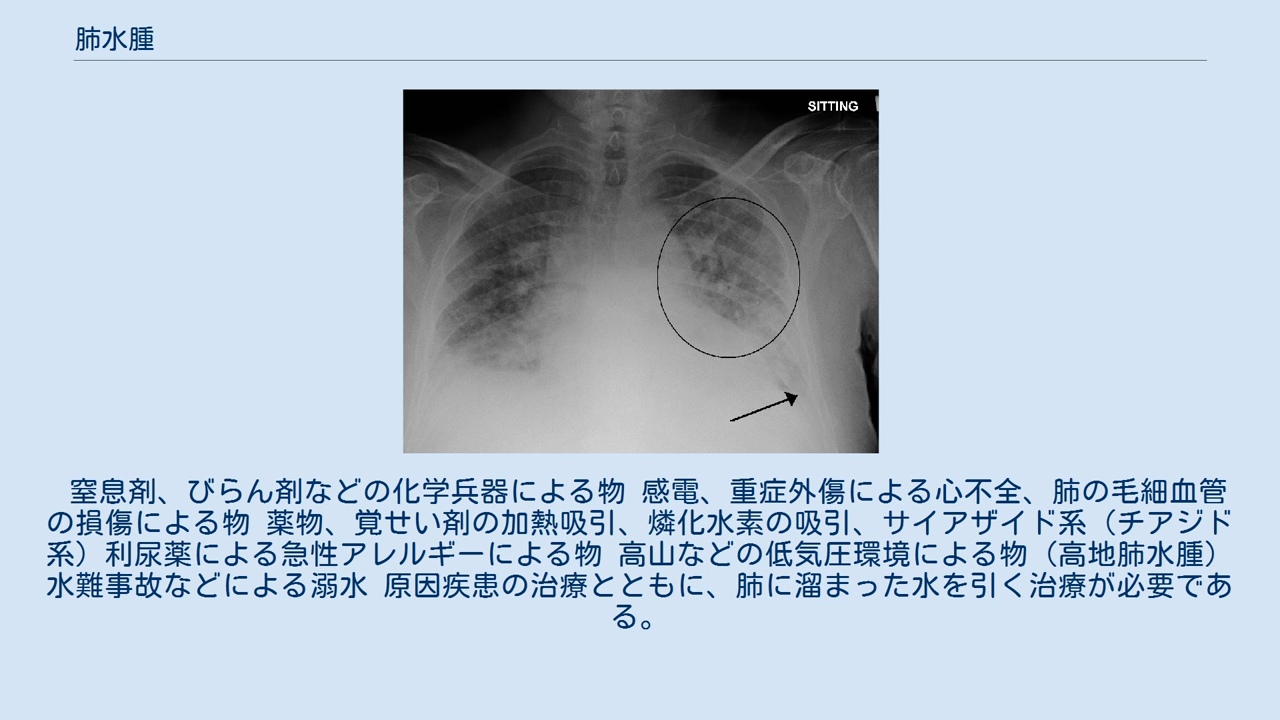 肺水腫
SITTING
窒息剤、びらん剤などの化学兵器による物 感電、重症外傷による心不全、肺の毛細血管
の損傷による物 薬物、覚せい剤の加熱吸引、燐化水素の吸引、サイアザイド系（チアジド
系）利尿薬による急性アレルギーによる物 高山などの低気圧環境による物（高地肺水腫）
水難事故などによる溺水 原因疾患の治療とともに、肺に溜まった水を引く治療が必要であ
る。